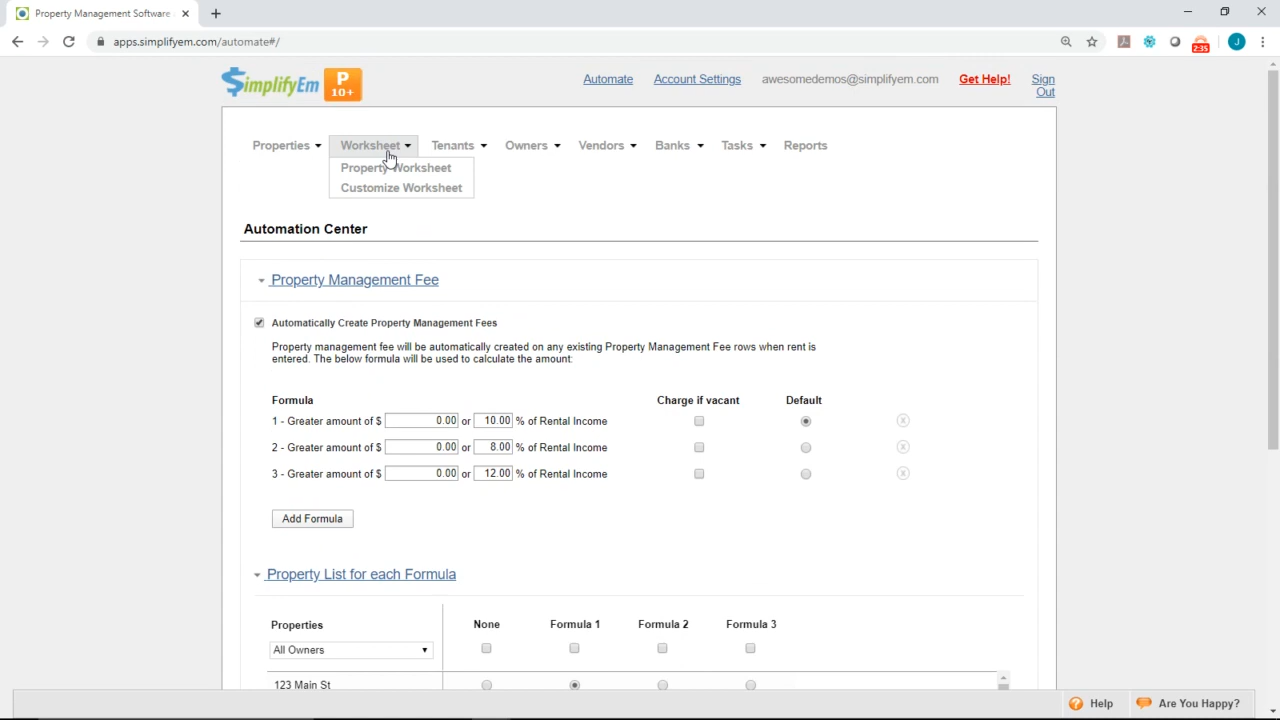 Property Management Software
apps.simplifyem.com/automate#/
2:35
J
SimplifyEm P 10+
Automate Account Settings awesomedemos@simplifyem.com Get Help! Sign Out
Properties Worksheet Tenants Owners Vendors Banks Tasks Reports
Property Worksheet
Customize Worksheet
Automation Center
Property Management Fee
Automatically Create Property Management Fees
Property management fee will be automatically created on any existing Property Management Fee rows when rent is
entered. The below formula will be used to calculate the amount:
Formula Charge if vacant Default
1 - Greater amount of $ 0.00 or 10.00 % of Rental Income X
2 - Greater amount of $ 0.00 or 8.00 % of Rental Income X
3 - Greater amount of $ 0.00 or 12.00 % of Rental Income X
Add Formula
Property List for each Formula
Properties None Formula 1 Formula 2 Formula 3
All Owners
123 Main St
? Help Are You Happy?